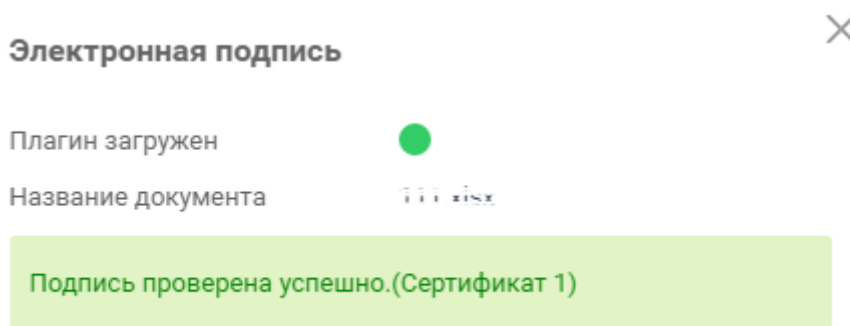 Электронная подпись
Плагин загружен
Название документа
Подпись проверена успешно.(Сертификат 1)